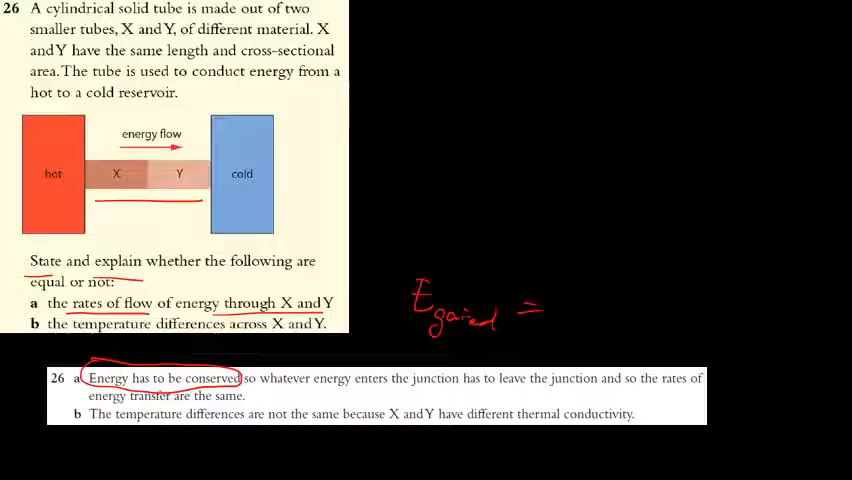 26 A cylindrical solid tube is made out of two
smaller tubes, X and Y, of different material. X
and Y have the same length and cross-sectional
area. The tube is used to conduct energy from a
hot to a cold reservoir.
energy flow
hot X Y cold
State and explain whether the following are
equal or not:
a the rates of flow of energy through X and Y
b the temperature differences across X and Y.
E gained =
26 a Energy has to be conserved so whatever energy enters the junction has to leave the junction and so the rates of
energy transfer are the same.
b The temperature differences are not the same because X and Y have different thermal conductivity.